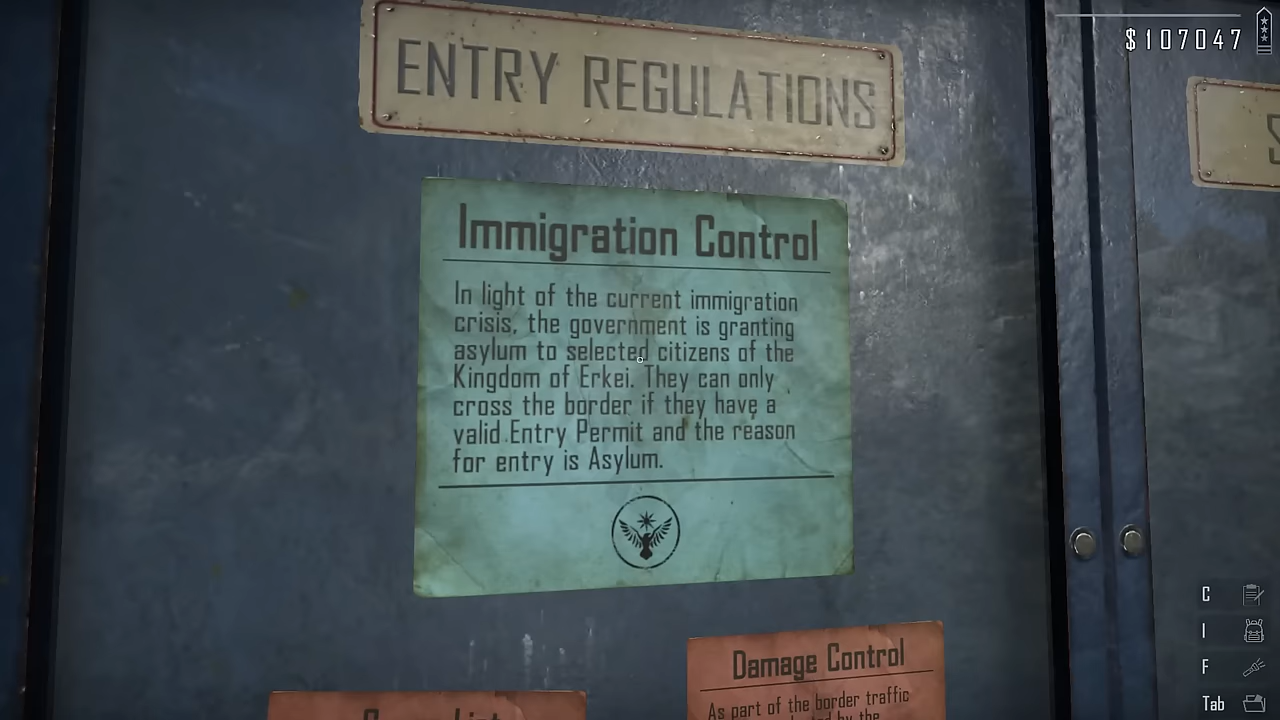 $107047
ENTRY REGULATIONS
Immigration Control
In light of the current immigration
crisis, the government is granting
asylum to selected citizens of the
Kingdom of Erkei. They can only
cross the border if they have a
valid Entry Permit and the reason
for entry is Asylum.
Damage Control
As part of the border traffic
by the
C
I
F
Tab